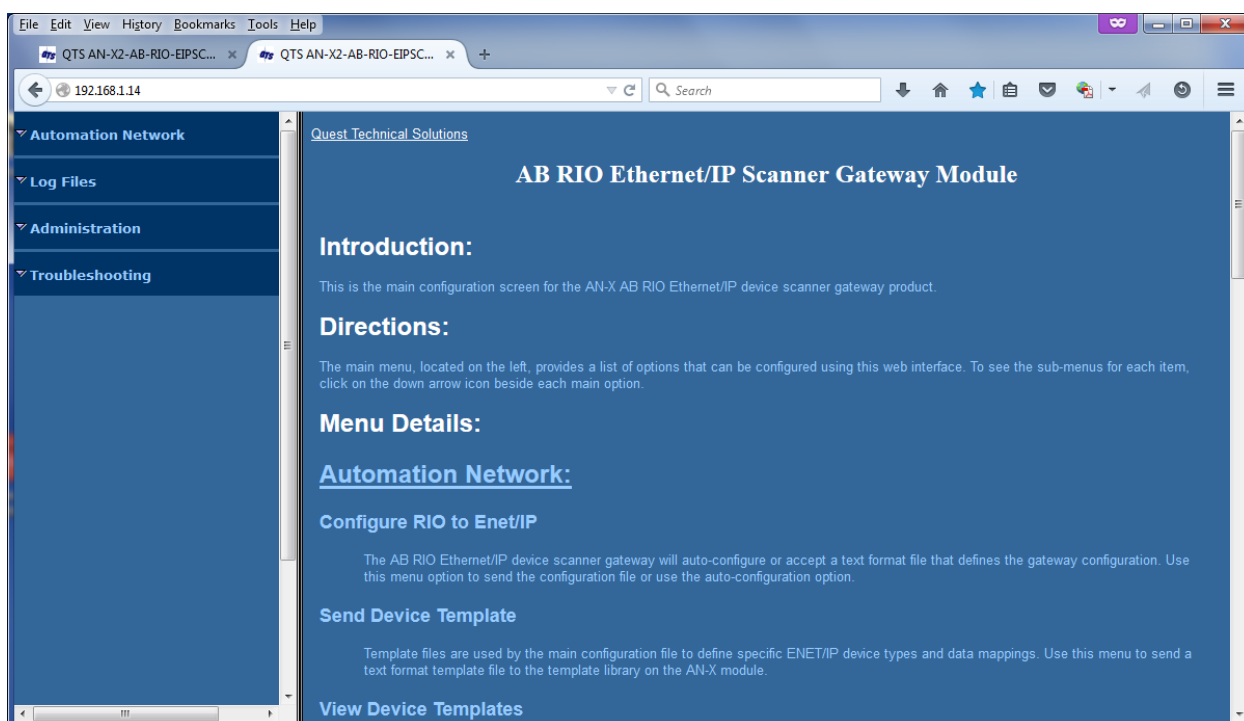 File Edit View History Bookmarks Tools Help
QTS AN-X2-AB-RIO-EIPSC... × QTS AN-X2-AB-RIO-EIPSC... × +
192.168.1.14 Search
Automation Network
Log Files
Administration
Troubleshooting
Quest Technical Solutions
AB RIO Ethernet/IP Scanner Gateway Module
Introduction:
This is the main configuration screen for the AN-X AB RIO Ethernet/IP device scanner gateway product.
Directions:
The main menu, located on the left, provides a list of options that can be configured using this web interface. To see the sub-menus for each item,
click on the down arrow icon beside each main option.
Menu Details:
Automation Network:
Configure RIO to Enet/IP
The AB RIO Ethernet/IP device scanner gateway will auto-configure or accept a text format file that defines the gateway configuration. Use
this menu option to send the configuration file or use the auto-configuration option.
Send Device Template
Template files are used by the main configuration file to define specific ENET/IP device types and data mappings. Use this menu to send a
text format template file to the template library on the AN-X module.
View Device Templates